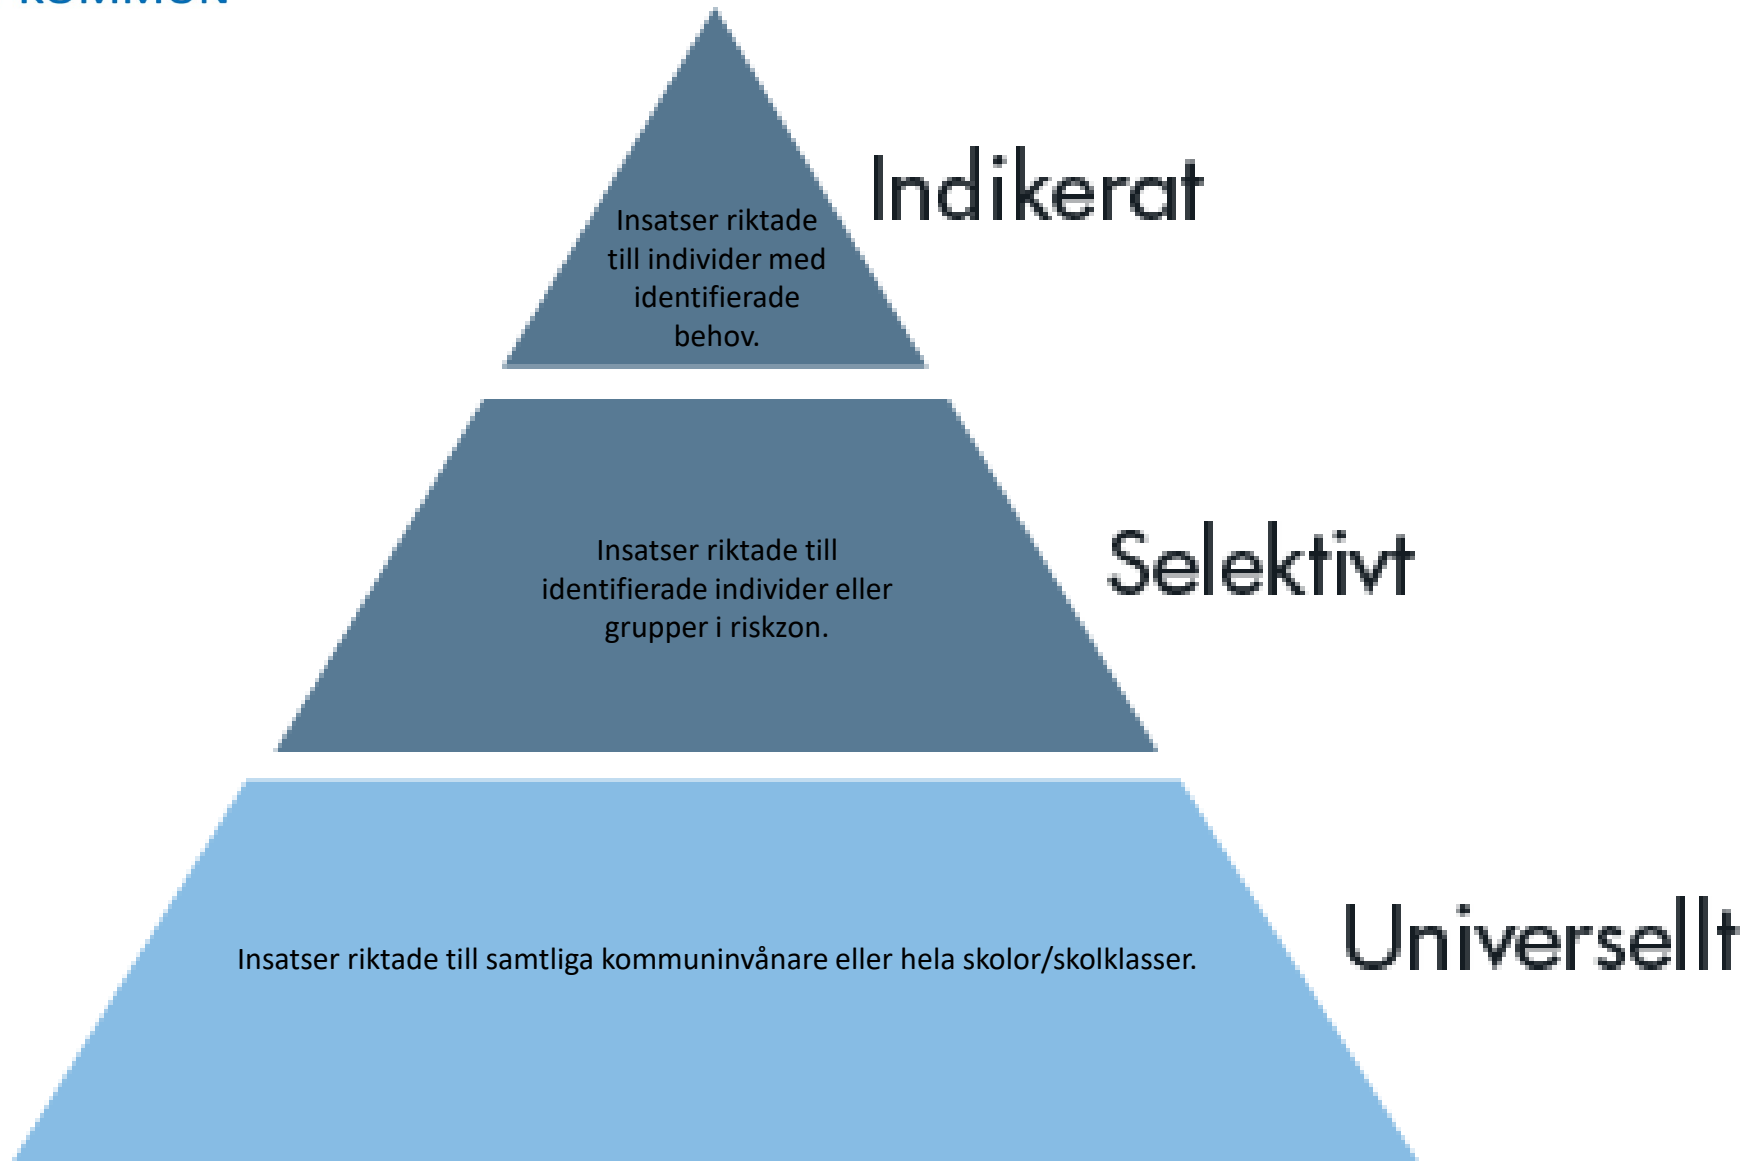 KOMMUN
Indikerat
Insatser riktade
till individer med
identifierade
behov.
Selektivt
Insatser riktade till
identifierade individer eller
grupper i riskzon.
Universellt
Insatser riktade till samtliga kommuninvånare eller hela skolor/skolklasser.